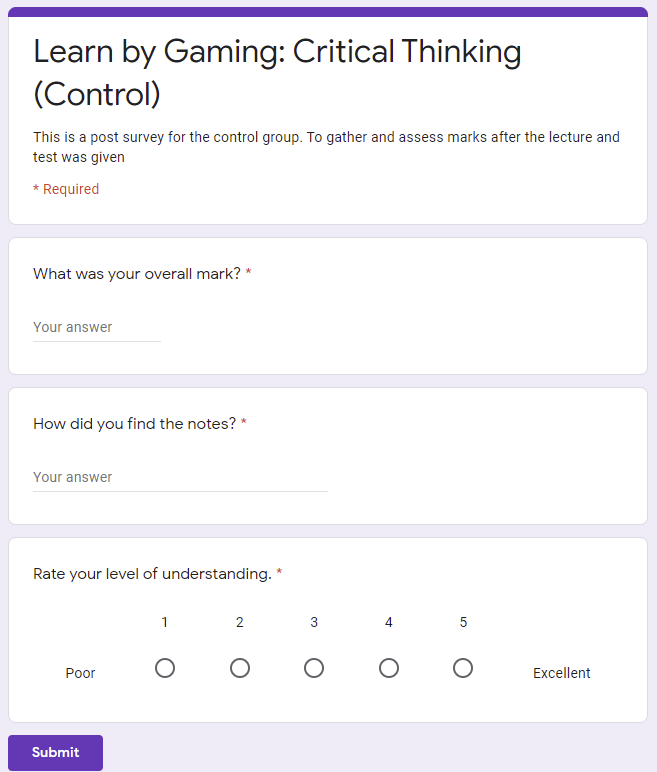 Learn by Gaming: Critical Thinking
(Control)
This is a post survey for the control group. To gather and assess marks after the lecture and
test was given
* Required
What was your overall mark? *
Your answer
How did you find the notes? *
Your answer
Rate your level of understanding. *
1 2 3 4 5
Poor Excellent
Submit